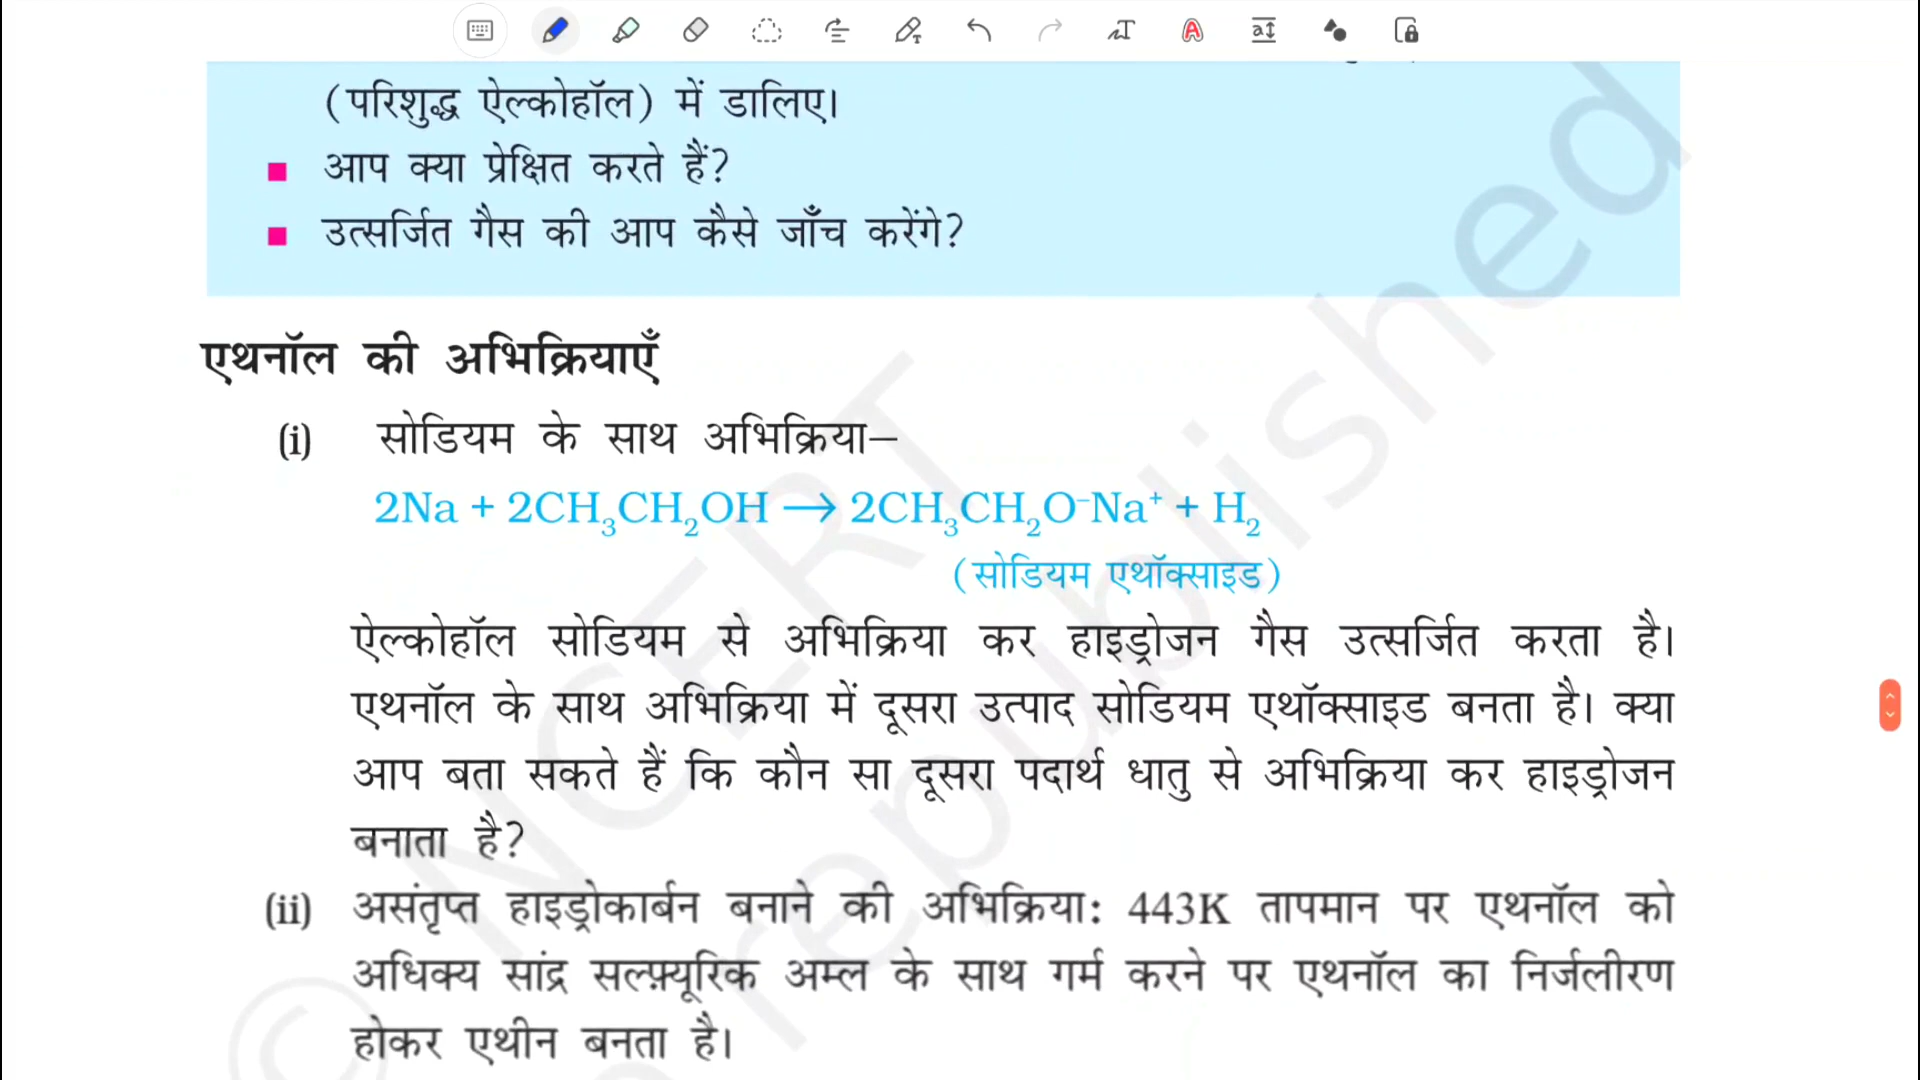 (परिशुद्ध ऐल्कोहॉल) में डालिए।
■ आप क्या प्रेक्षित करते हैं?
■ उत्सर्जित गैस की आप कैसे जाँच करेंगे?
एथनॉल की अभिक्रियाएँ
(i) सोडियम के साथ अभिक्रिया–
2Na + 2CH₃CH₂OH → 2CH₃CH₂O⁻Na⁺ + H₂
(सोडियम एथॉक्साइड)
ऐल्कोहॉल सोडियम से अभिक्रिया कर हाइड्रोजन गैस उत्सर्जित करता है।
एथनॉल के साथ अभिक्रिया में दूसरा उत्पाद सोडियम एथॉक्साइड बनता है। क्या
आप बता सकते हैं कि कौन सा दूसरा पदार्थ धातु से अभिक्रिया कर हाइड्रोजन
बनाता है?
(ii) असंतृप्त हाइड्रोकार्बन बनाने की अभिक्रिया: 443K तापमान पर एथनॉल को
अधिक्य सांद्र सल्फ़्यूरिक अम्ल के साथ गर्म करने पर एथनॉल का निर्जलीरण
होकर एथीन बनता है।
© NCERT
republished